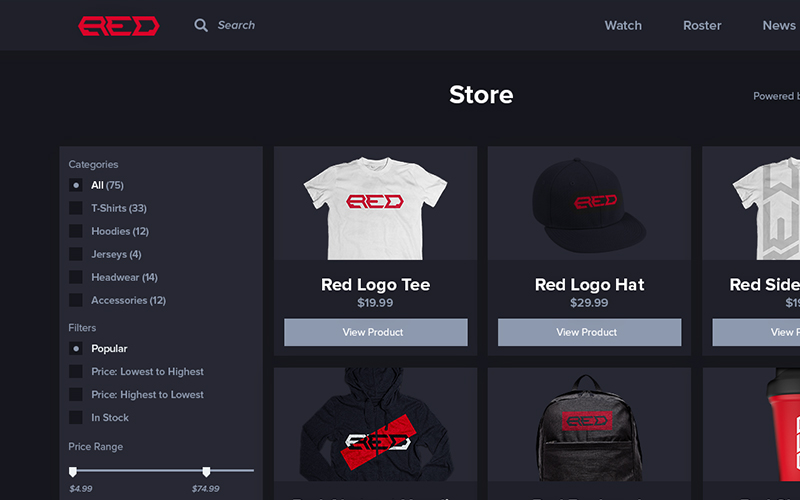 RED
Search
Watch
Roster
News
Store
Powered b
Categories
All (75)
T-Shirts (33)
Hoodies (12)
Jerseys (4)
Headwear (14)
Accessories (12)
Filters
Popular
Price: Lowest to Highest
Price: Highest to Lowest
In Stock
Price Range
$4.99
$74.99
RED
Red Logo Tee
$19.99
View Product
RED
Red Logo Hat
$29.99
View Product
Red Side
$19
View P
RED
RED